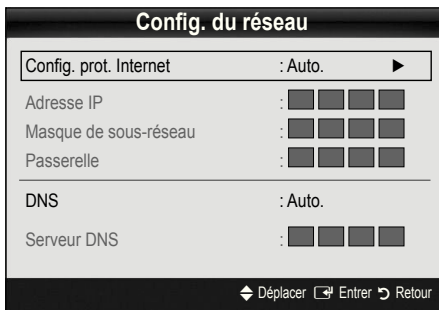 Config. du réseau
Config. prot. Internet : Auto. ►
Adresse IP :
Masque de sous-réseau :
Passerelle :
DNS : Auto.
Serveur DNS :
Déplacer Entrer Retour